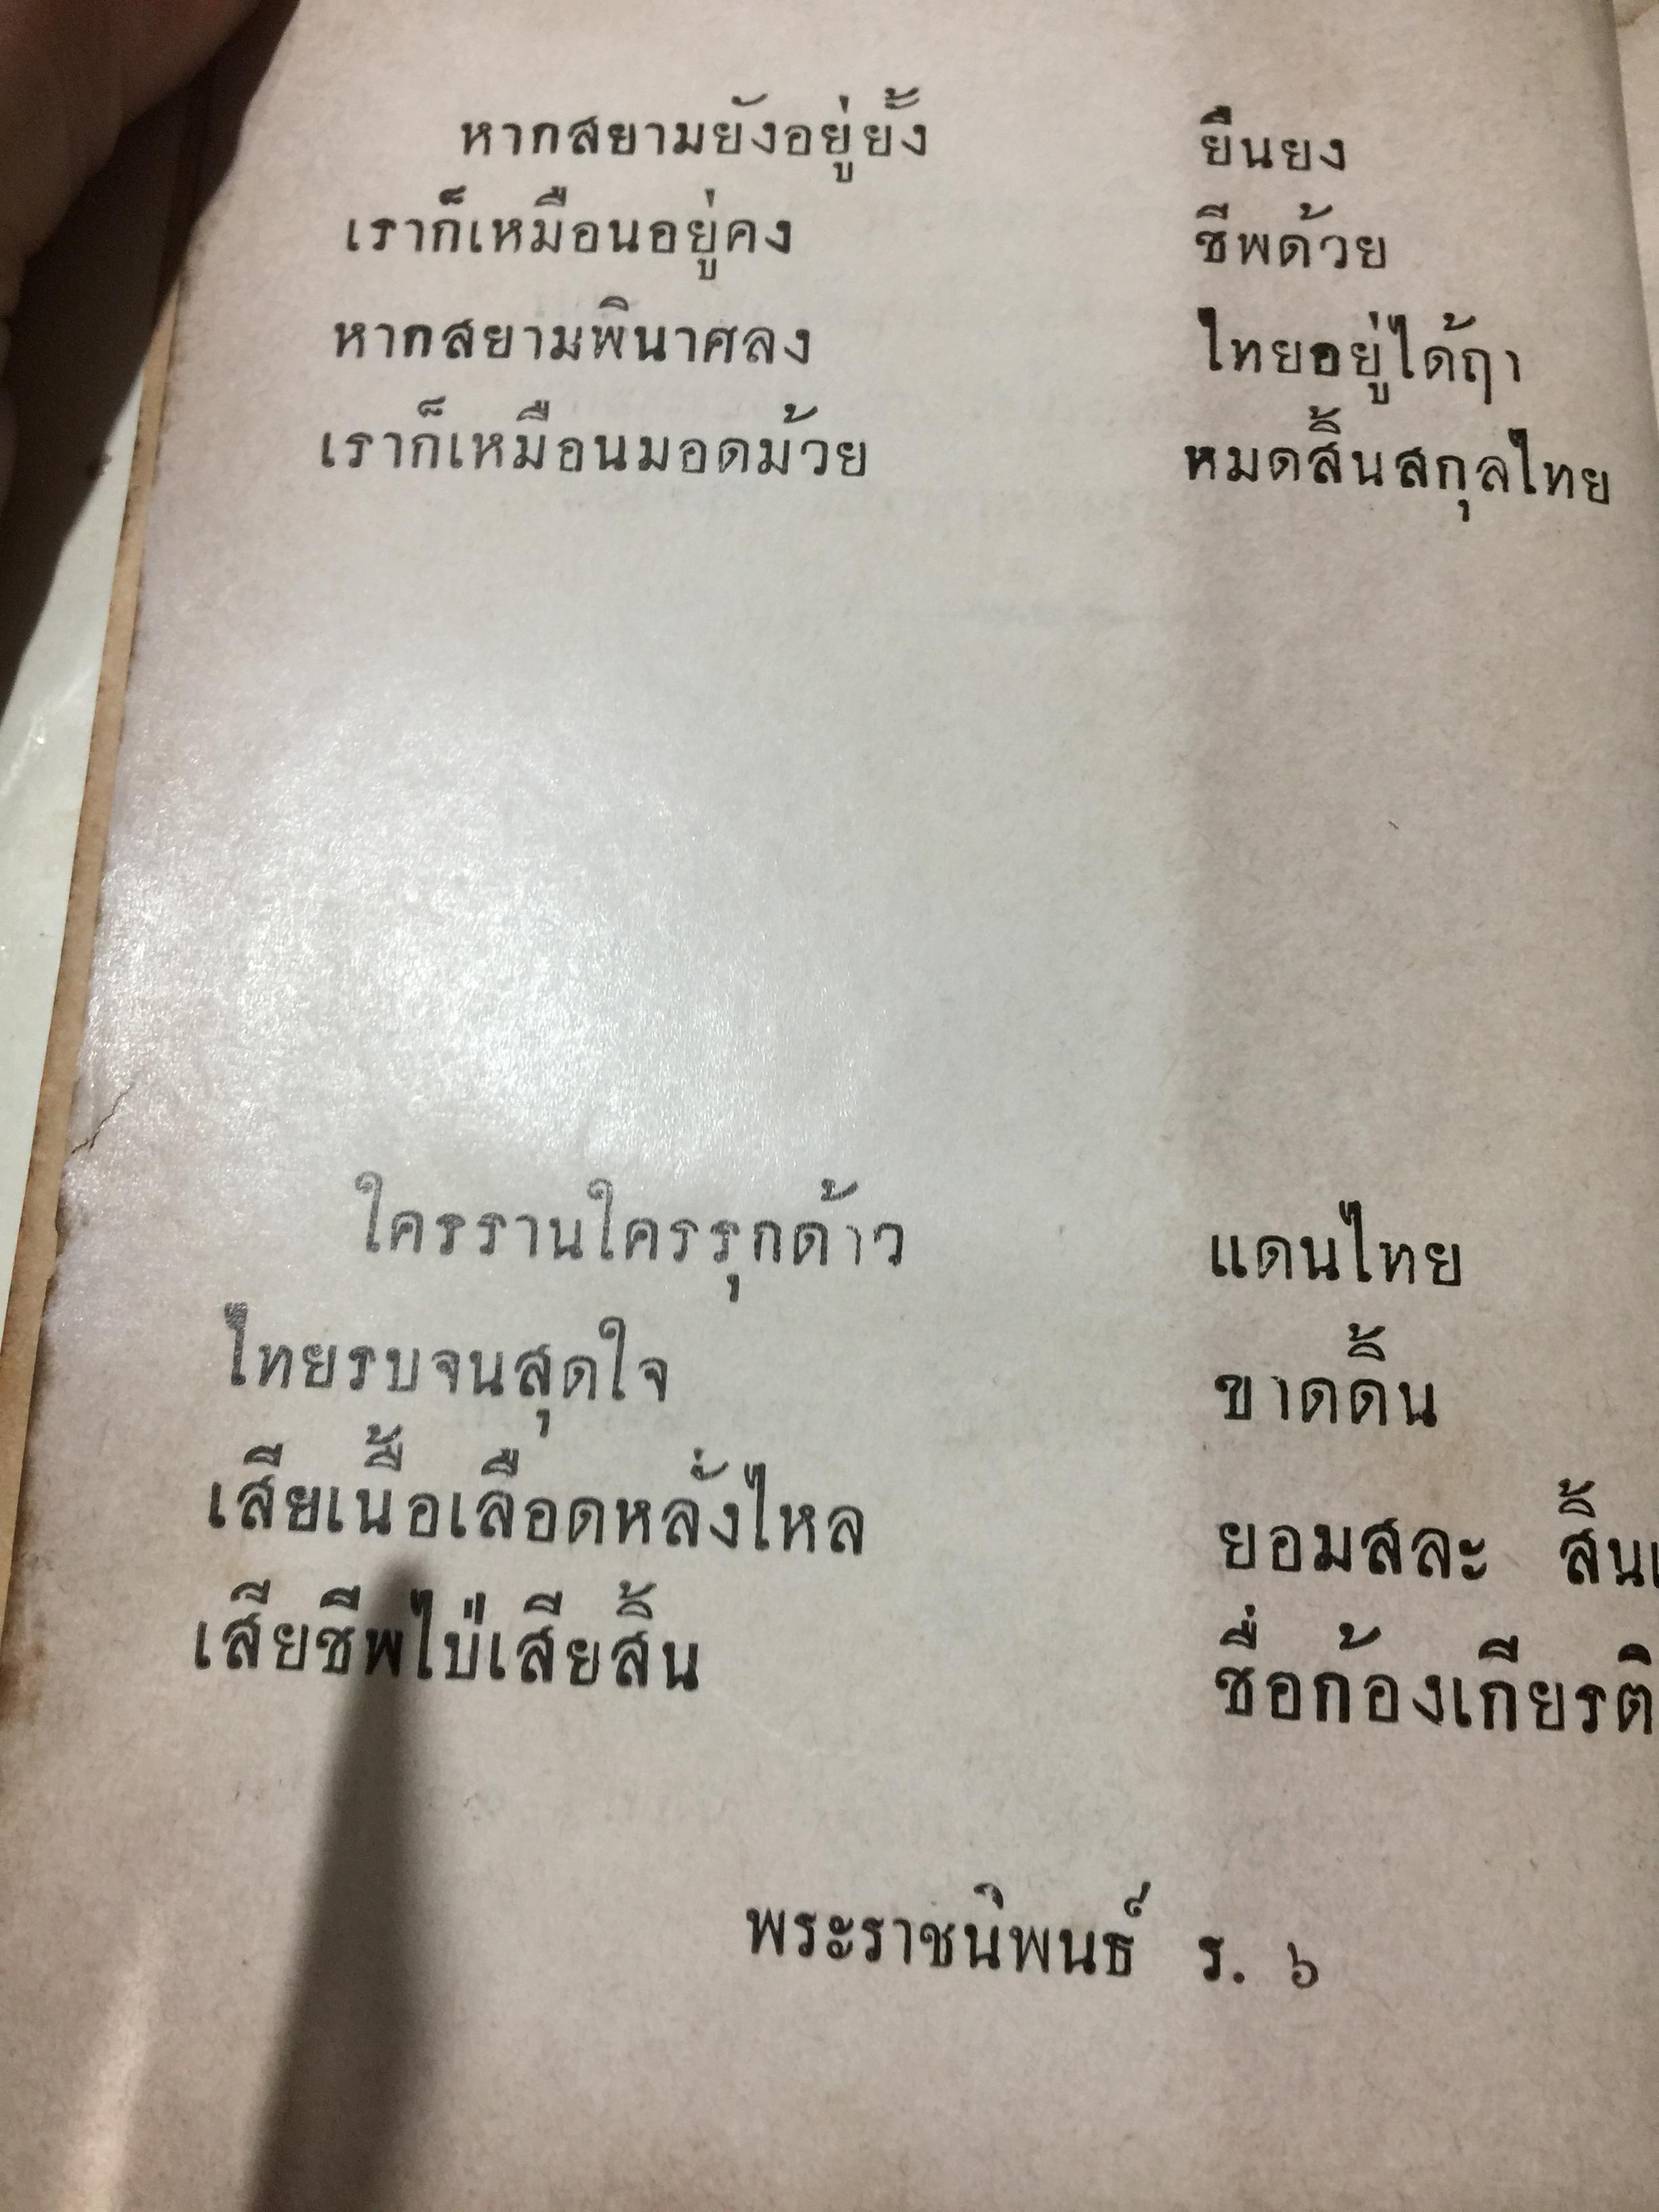 หากสยามยังอยู่ยั้ง ยืนยง
เราก็เหมือนอยู่คง ชีพด้วย
หากสยามพินาศลง ไทยอยู่ได้ฤๅ
เราก็เหมือนมอดม้วย หมดสิ้นสกุลไทย
ใครรานใครรุกด้าว แดนไทย
ไทยรบจนสุดใจ ขาดดิ้น
เสียเนื้อเลือดหลั่งไหล ยอมสละ สิ้น
เสียชีพไป่เสียสิ้น ชื่อก้องเกียรติ
พระราชนิพนธ์ ร. ๖